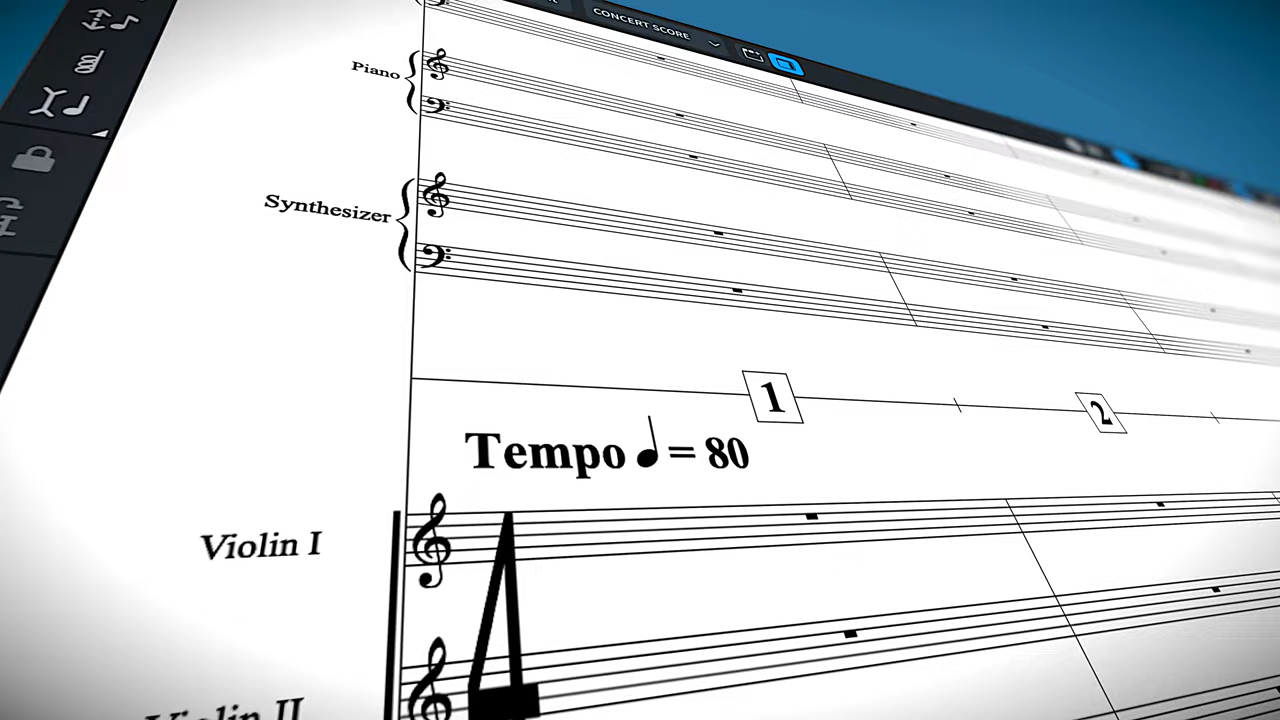 CONCERT SCORE
Piano
Synthesizer
1
2
Tempo ♩ = 80
Violin I
Violin II